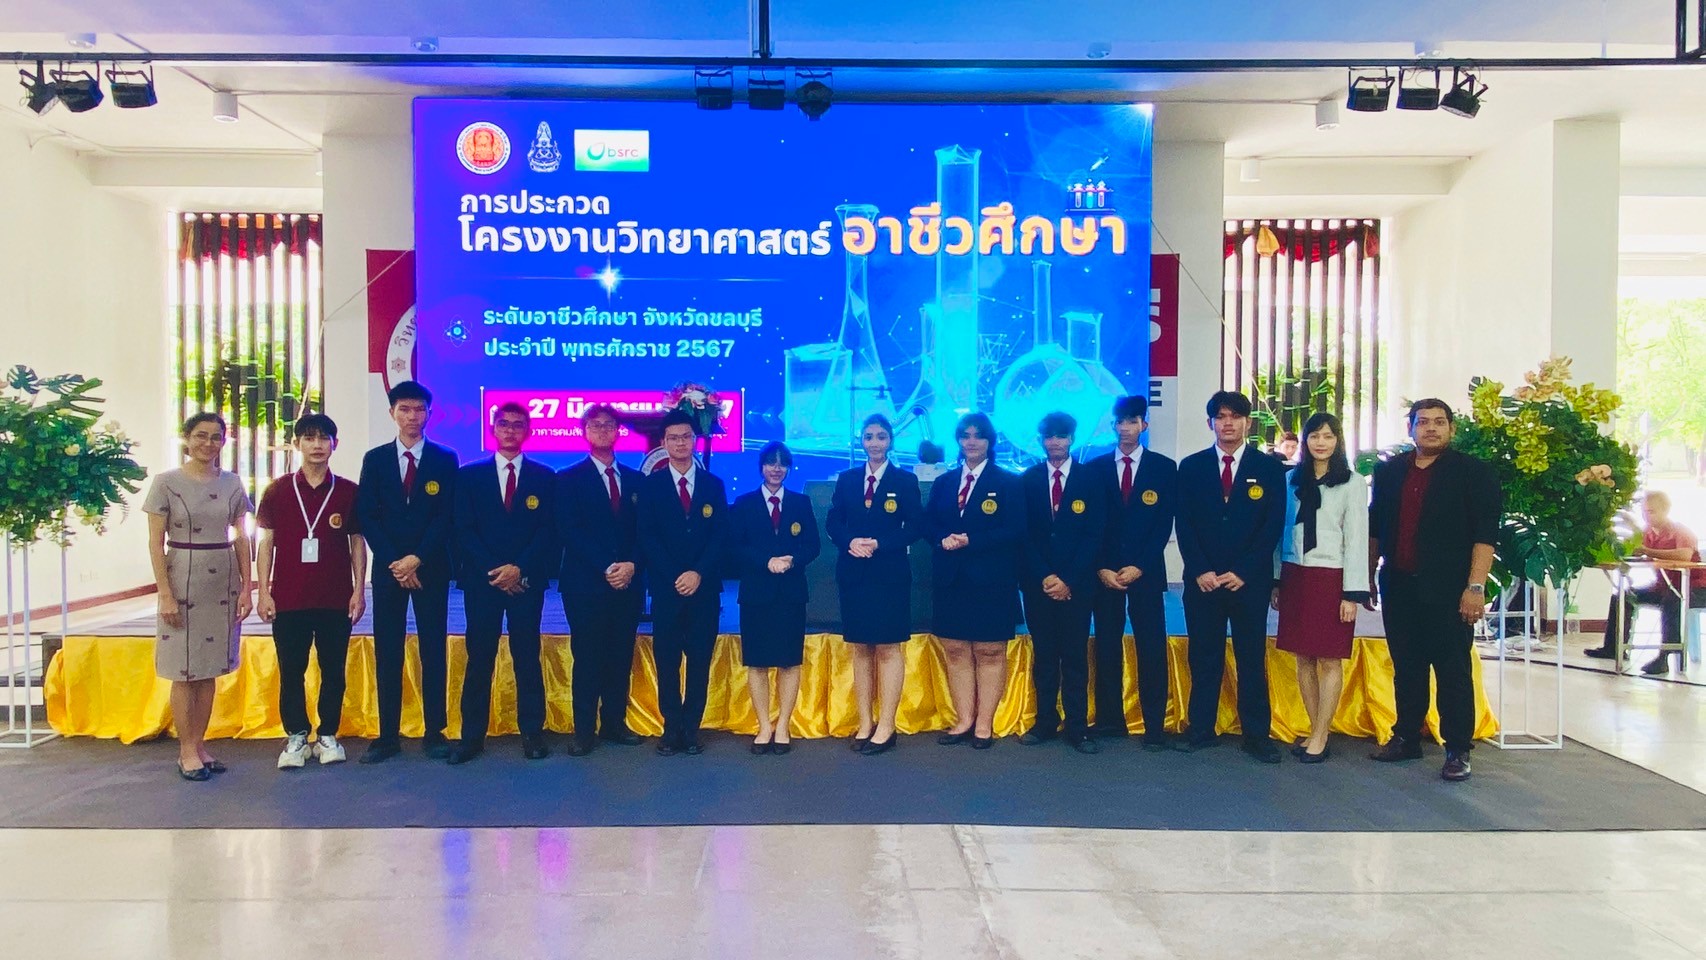 bsrc
การประกวด
โครงงานวิทยาศาสตร์ อาชีวศึกษา
ระดับอาชีวศึกษา จังหวัดชลบุรี
ประจำปี พุทธศักราช 2567
27